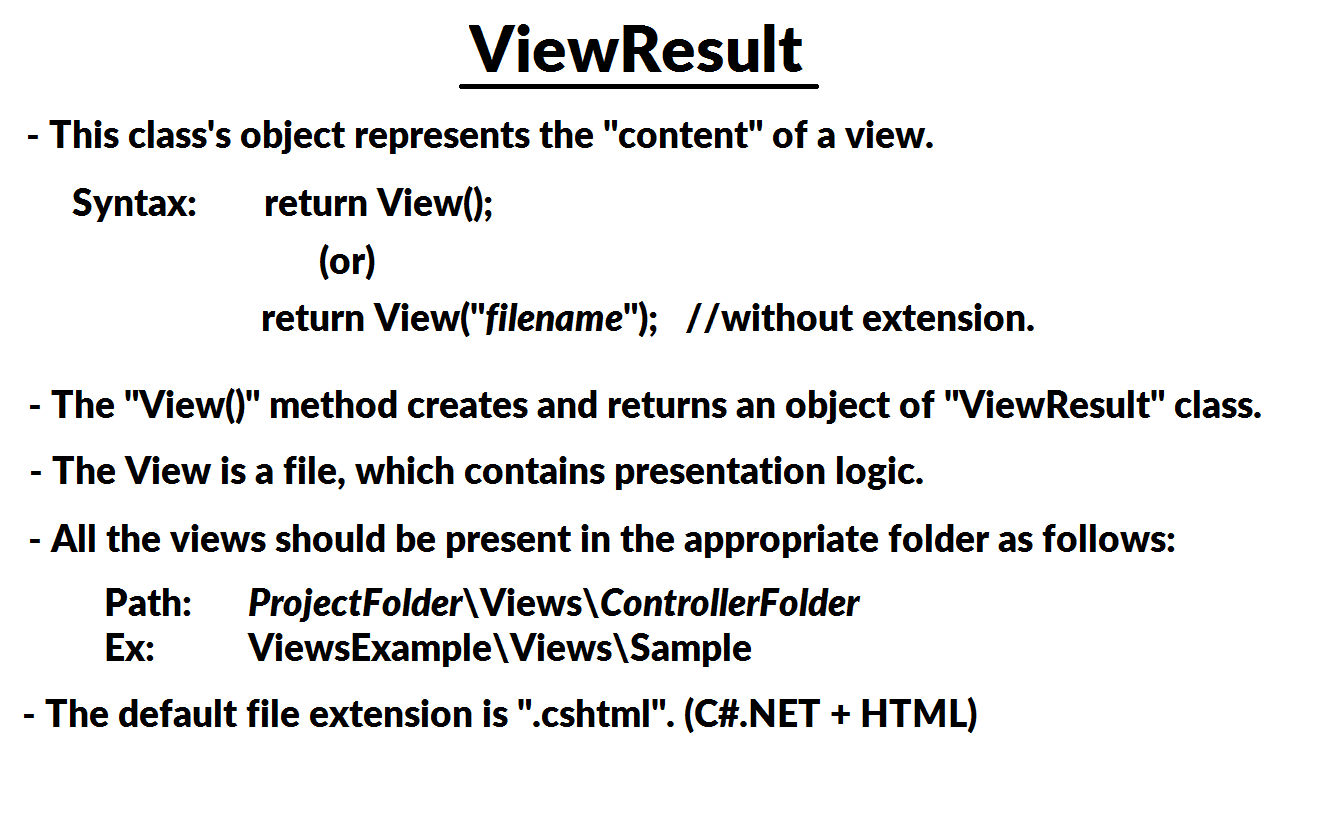 ViewResult
- This class's object represents the "content" of a view.
Syntax: return View();
(or)
return View("filename"); //without extension.
- The "View()" method creates and returns an object of "ViewResult" class.
- The View is a file, which contains presentation logic.
- All the views should be present in the appropriate folder as follows:
Path: ProjectFolder\Views\ControllerFolder
Ex: ViewsExample\Views\Sample
- The default file extension is ".cshtml". (C#.NET + HTML)